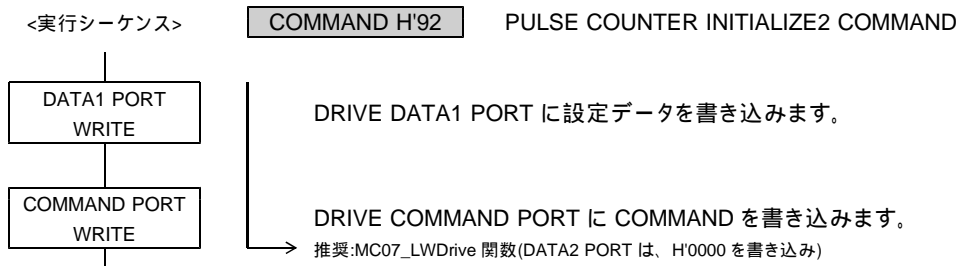 <実行シーケンス> COMMAND H'92 PULSE COUNTER INITIALIZE2 COMMAND
DATA1 PORT
WRITE
DRIVE DATA1 PORT に設定データを書き込みます。
COMMAND PORT
WRITE
DRIVE COMMAND PORT に COMMAND を書き込みます。
推奨:MC07_LWDrive 関数(DATA2 PORT は、H'0000 を書き込み)